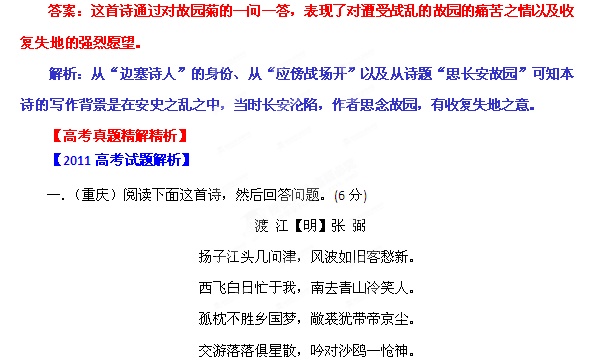 答案：这首诗通过对故园菊的一问一答，表现了对遭受战乱的故园的痛苦之情以及收
复失地的强烈愿望。
解析：从“边塞诗人”的身份、从“应傍战场开”以及从诗题“思长安故园”可知本
诗的写作背景是在安史之乱之中，当时长安沦陷，作者思念故园，有收复失地之意。
【高考真题精解精析】
【2011 高考试题解析】
一.（重庆）阅读下面这首诗，然后回答问题。(6 分)
渡 江【明】张 弼
扬子江头几问津，风波如旧客愁新。
西飞白日忙于我，南去青山冷笑人。
孤枕不胜乡国梦，敝裘犹带帝京尘。
交游落落俱星散，吟对沙鸥一怆神。